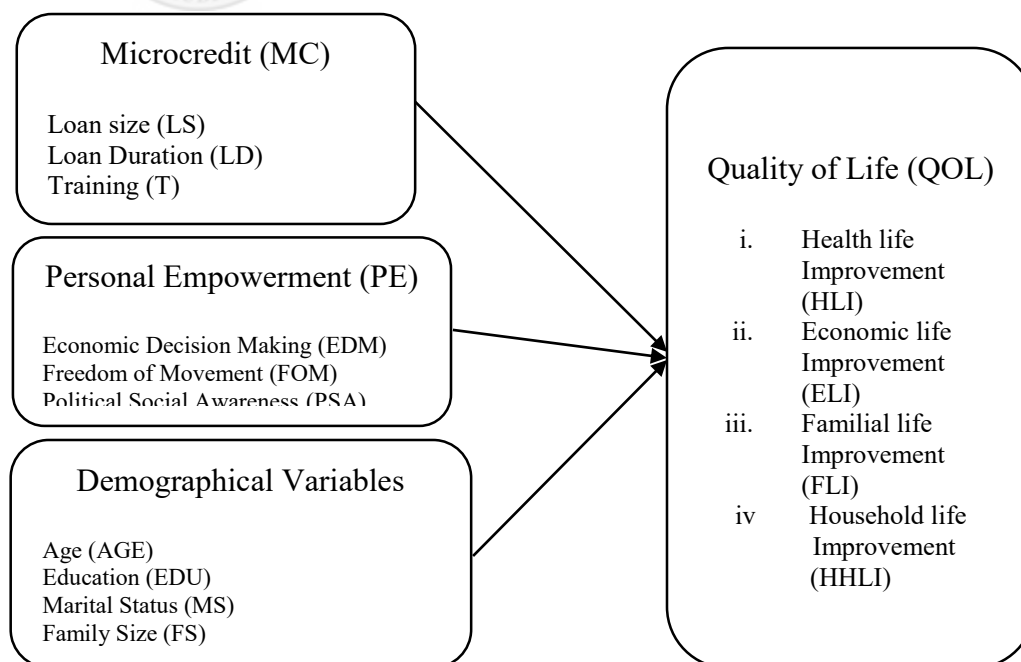 Microcredit (MC)
Loan size (LS)
Loan Duration (LD)
Training (T)
Personal Empowerment (PE)
Economic Decision Making (EDM)
Freedom of Movement (FOM)
Political Social Awareness (PSA)
Demographical Variables
Age (AGE)
Education (EDU)
Marital Status (MS)
Family Size (FS)
Quality of Life (QOL)
i. Health life
Improvement
(HLI)
ii. Economic life
Improvement
(ELI)
iii. Familial life
Improvement
(FLI)
iv Household life
Improvement
(HHLI)